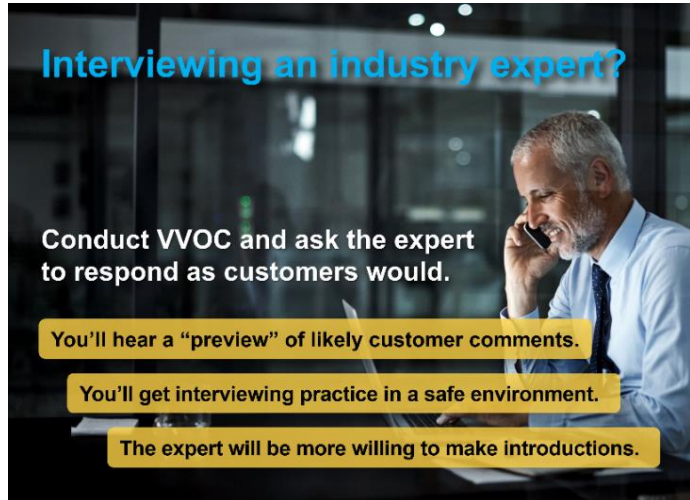 Interviewing an industry expert?
Conduct VVOC and ask the expert
to respond as customers would.
You’ll hear a “preview” of likely customer comments.
You’ll get interviewing practice in a safe environment.
The expert will be more willing to make introductions.